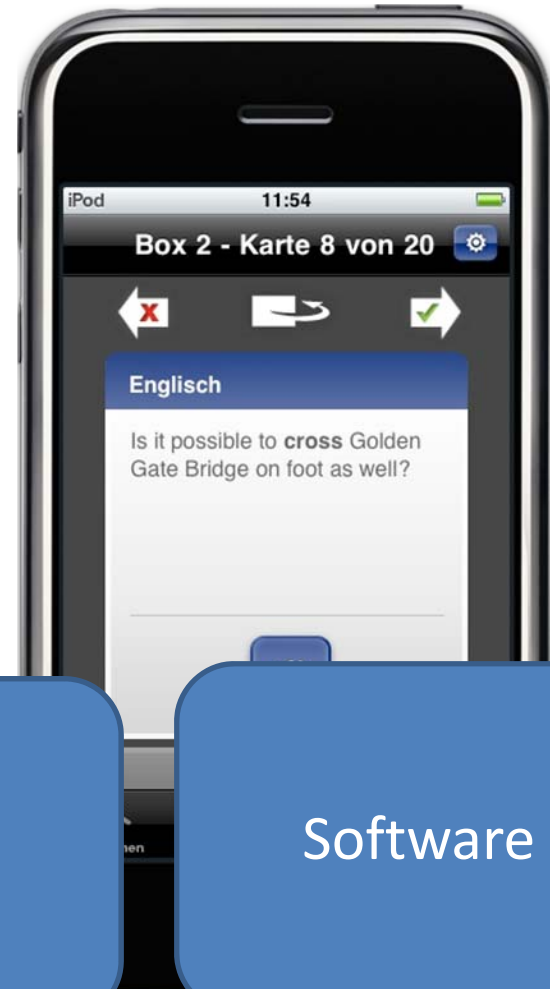 iPod 11:54
Box 2 - Karte 8 von 20
Englisch
Is it possible to cross Golden
Gate Bridge on foot as well?
Software